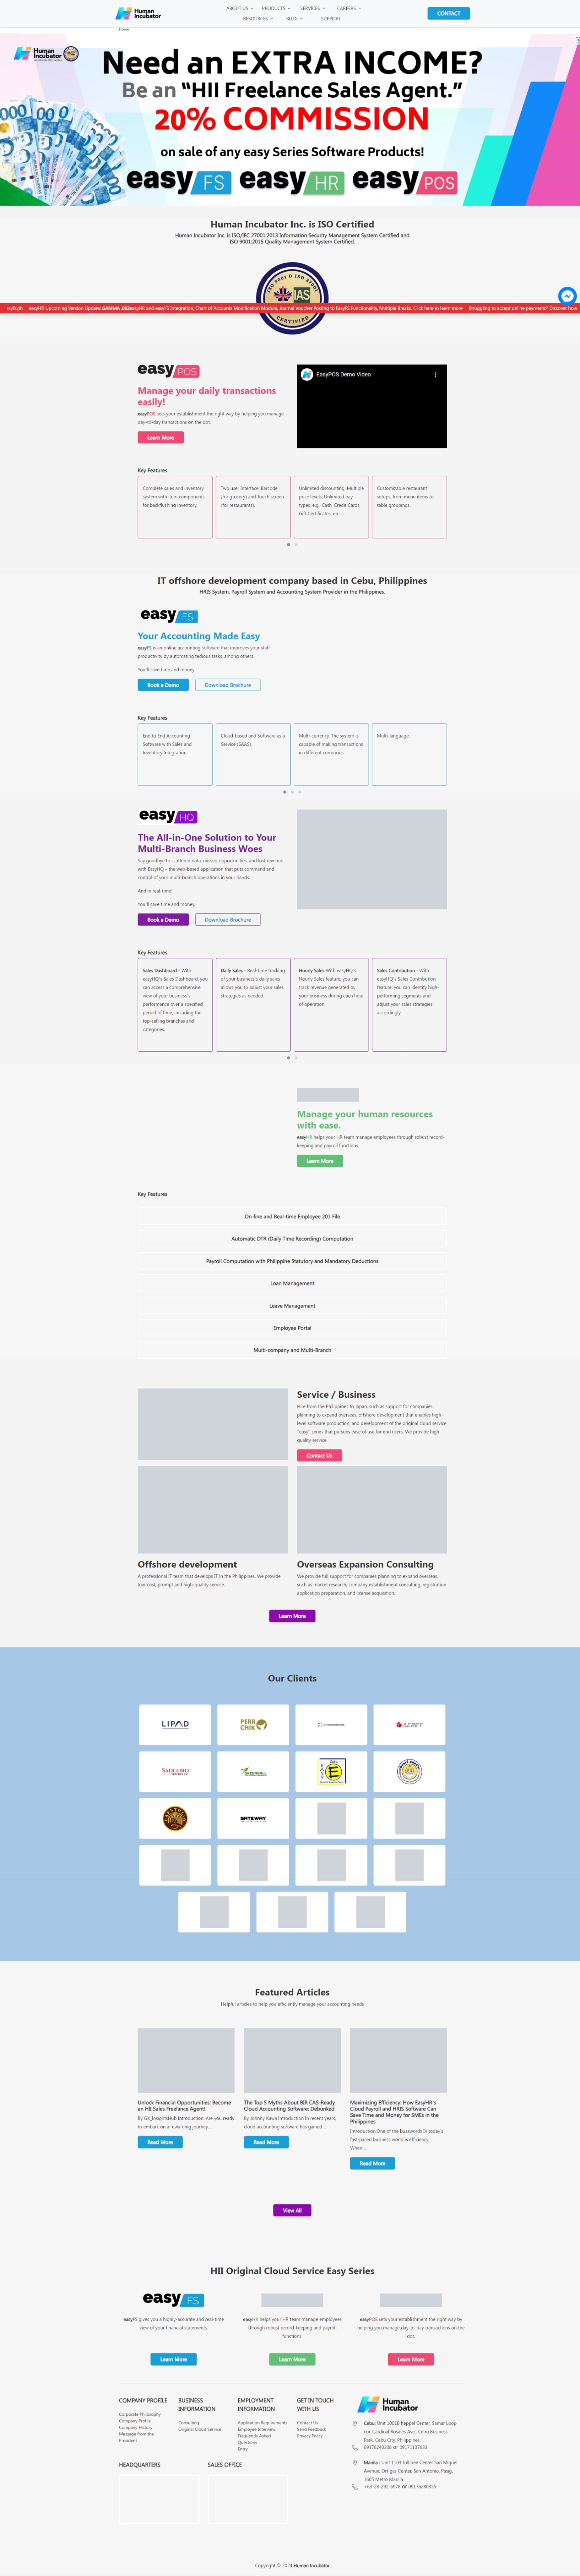 Human Incubator
ABOUT US
PRODUCTS
SERVICES
CAREERS
RESOURCES
BLOG
SUPPORT
CONTACT
Home
Human Incubator
Need an EXTRA INCOME?
Be an “HII Freelance Sales Agent.”
20% COMMISSION
on sale of any easy Series Software Products!
easy FS easy HR easy POS
Human Incubator Inc. is ISO Certified
Human Incubator Inc. is ISO/IEC 27001:2013 Information Security Management System Certified and
ISO 9001:2015 Quality Management System Certified.
easyHR Upcoming Version Update: GAMMA
easyHR and easyFS Integration, Chart of Accounts Modification Module, Journal Voucher Posting to EasyFS Functionality, Multiple Breaks. Click here to learn more
Struggling to accept online payments? Discover how
IAS
CERTIFIED
easy POS
Manage your daily transactions
easily!
easyPOS sets your establishment the right way by helping you manage
day-to-day transactions on the dot.
Learn More
EasyPOS Demo Video
Key Features
Complete sales and inventory
system with item components
for backflushing inventory.
Two user Interface: Barcode
(for grocery) and Touch screen
(for restaurants).
Unlimited discounting, Multiple
price levels, Unlimited pay
types, e.g., Cash, Credit Cards,
Gift Certificates, etc.
Customizable restaurant
setups, from menu items to
table groupings.
IT offshore development company based in Cebu, Philippines
HRIS System, Payroll System and Accounting System Provider in the Philippines.
easy FS
Your Accounting Made Easy
easyFS is an online accounting software that improves your staff
productivity by automating tedious tasks, among others.
You'll save time and money.
Book a Demo
Download Brochure
Key Features
End to End Accounting
Software with Sales and
Inventory Integration.
Cloud-based and Software as a
Service (SAAS).
Multi-currency. The system is
capable of making transactions
in different currencies.
Multi-language.
easy HQ
The All-in-One Solution to Your
Multi-Branch Business Woes
Say goodbye to scattered data, missed opportunities, and lost revenue
with EasyHQ – the web-based application that puts command and
control of your multi-branch operations in your hands.
And in real-time!
You'll save time and money.
Book a Demo
Download Brochure
Key Features
Sales Dashboard - With
easyHQ's Sales Dashboard, you
can access a comprehensive
view of your business's
performance over a specified
period of time, including the
top-selling branches and
categories.
Daily Sales - Real-time tracking
of your business's daily sales
allows you to adjust your sales
strategies as needed.
Hourly Sales With easyHQ's
Hourly Sales feature, you can
track revenue generated by
your business during each hour
of operation.
Sales Contribution - With
easyHQ's Sales Contribution
feature, you can identify high-
performing segments and
adjust your sales strategies
accordingly.
Manage your human resources
with ease.
easyHR helps your HR team manage employees through robust record-
keeping and payroll functions.
Learn More
Key Features
On-line and Real-time Employee 201 File
Automatic DTR (Daily Time Recording) Computation
Payroll Computation with Philippine Statutory and Mandatory Deductions
Loan Management
Leave Management
Employee Portal
Multi-company and Multi-Branch
Service / Business
Hire from the Philippines to Japan, such as support for companies
planning to expand overseas, offshore development that enables high-
level software production, and development of the original cloud service
"easy" series that pursues ease of use for end users. We provide high
quality service.
Contact Us
Offshore development
A professional IT team that develops IT in the Philippines. We provide
low-cost, prompt and high-quality service.
Overseas Expansion Consulting
We provide full support for companies planning to expand overseas,
such as market research, company establishment consulting, registration
application preparation, and license acquisition.
Learn More
Our Clients
LIPAD
PERR CHIK
ACRET
SADGURO
GREENBALL
GATEWAY
Featured Articles
Helpful articles to help you efficiently manage your accounting needs
Unlock Financial Opportunities: Become
an HII Sales Freelance Agent!
By GK_InsightsHub Introduction: Are you ready
to embark on a rewarding journey...
Read More
The Top 5 Myths About BIR CAS-Ready
Cloud Accounting Software: Debunked
By Johnny Kawa Introduction In recent years,
cloud accounting software has gained...
Read More
Maximizing Efficiency: How EasyHR's
Cloud Payroll and HRIS Software Can
Save Time and Money for SMEs in the
Philippines
Introduction:One of the buzzwords In today's
fast-paced business world is efficiency.
When...
Read More
View All
HII Original Cloud Service Easy Series
easy FS
easyFS gives you a highly-accurate and real-time
view of your financial statements.
Learn More
easyHR helps your HR team manage employees
through robust record-keeping and payroll
functions.
Learn More
easyPOS sets your establishment the right way by
helping you manage day-to-day transactions on the
dot.
Learn More
COMPANY PROFILE
Corporate Philosophy
Company Profile
Company History
Message from the
President
BUSINESS
INFORMATION
Consulting
Original Cloud Service
EMPLOYMENT
INFORMATION
Application Requirements
Employee Interview
Frequently Asked
Questions
Entry
GET IN TOUCH
WITH US
Contact Us
Send Feedback
Privacy Policy
Human Incubator
Cebu: Unit 1001B Keppel Center, Samar Loop
cor. Cardinal Rosales Ave., Cebu Business
Park, Cebu City, Philippines.
09176240208 or 09171137633
Manila : Unit 1103 Jollibee Center San Miguel
Avenue, Ortigas Center, San Antonio, Pasig,
1605 Metro Manila
+63-28-292-6978 or 09176280355
HEADQUARTERS
SALES OFFICE
Copyright © 2024 Human Incubator